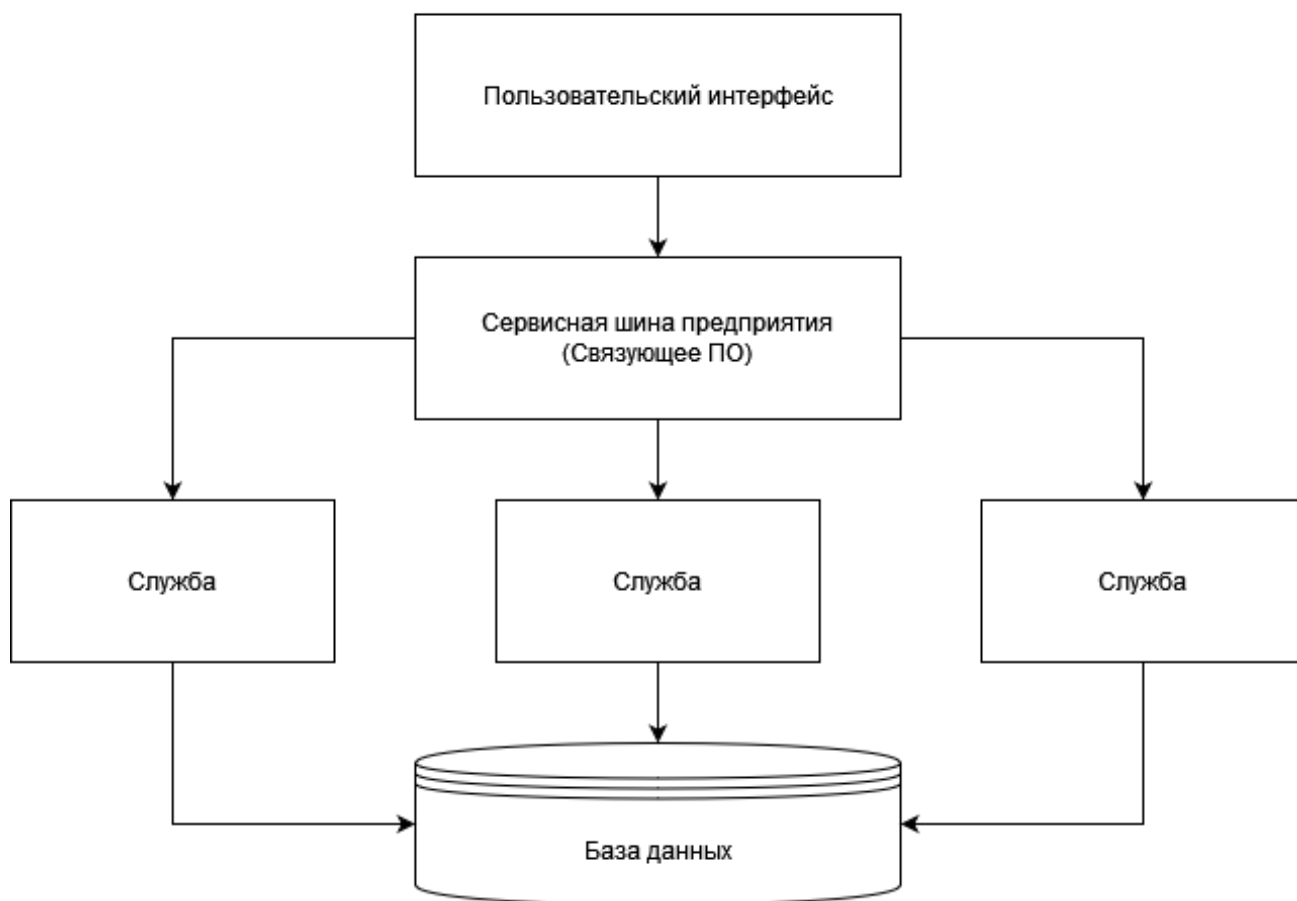 Пользовательский интерфейс
Сервисная шина предприятия
(Связующее ПО)
Служба
Служба
Служба
База данных